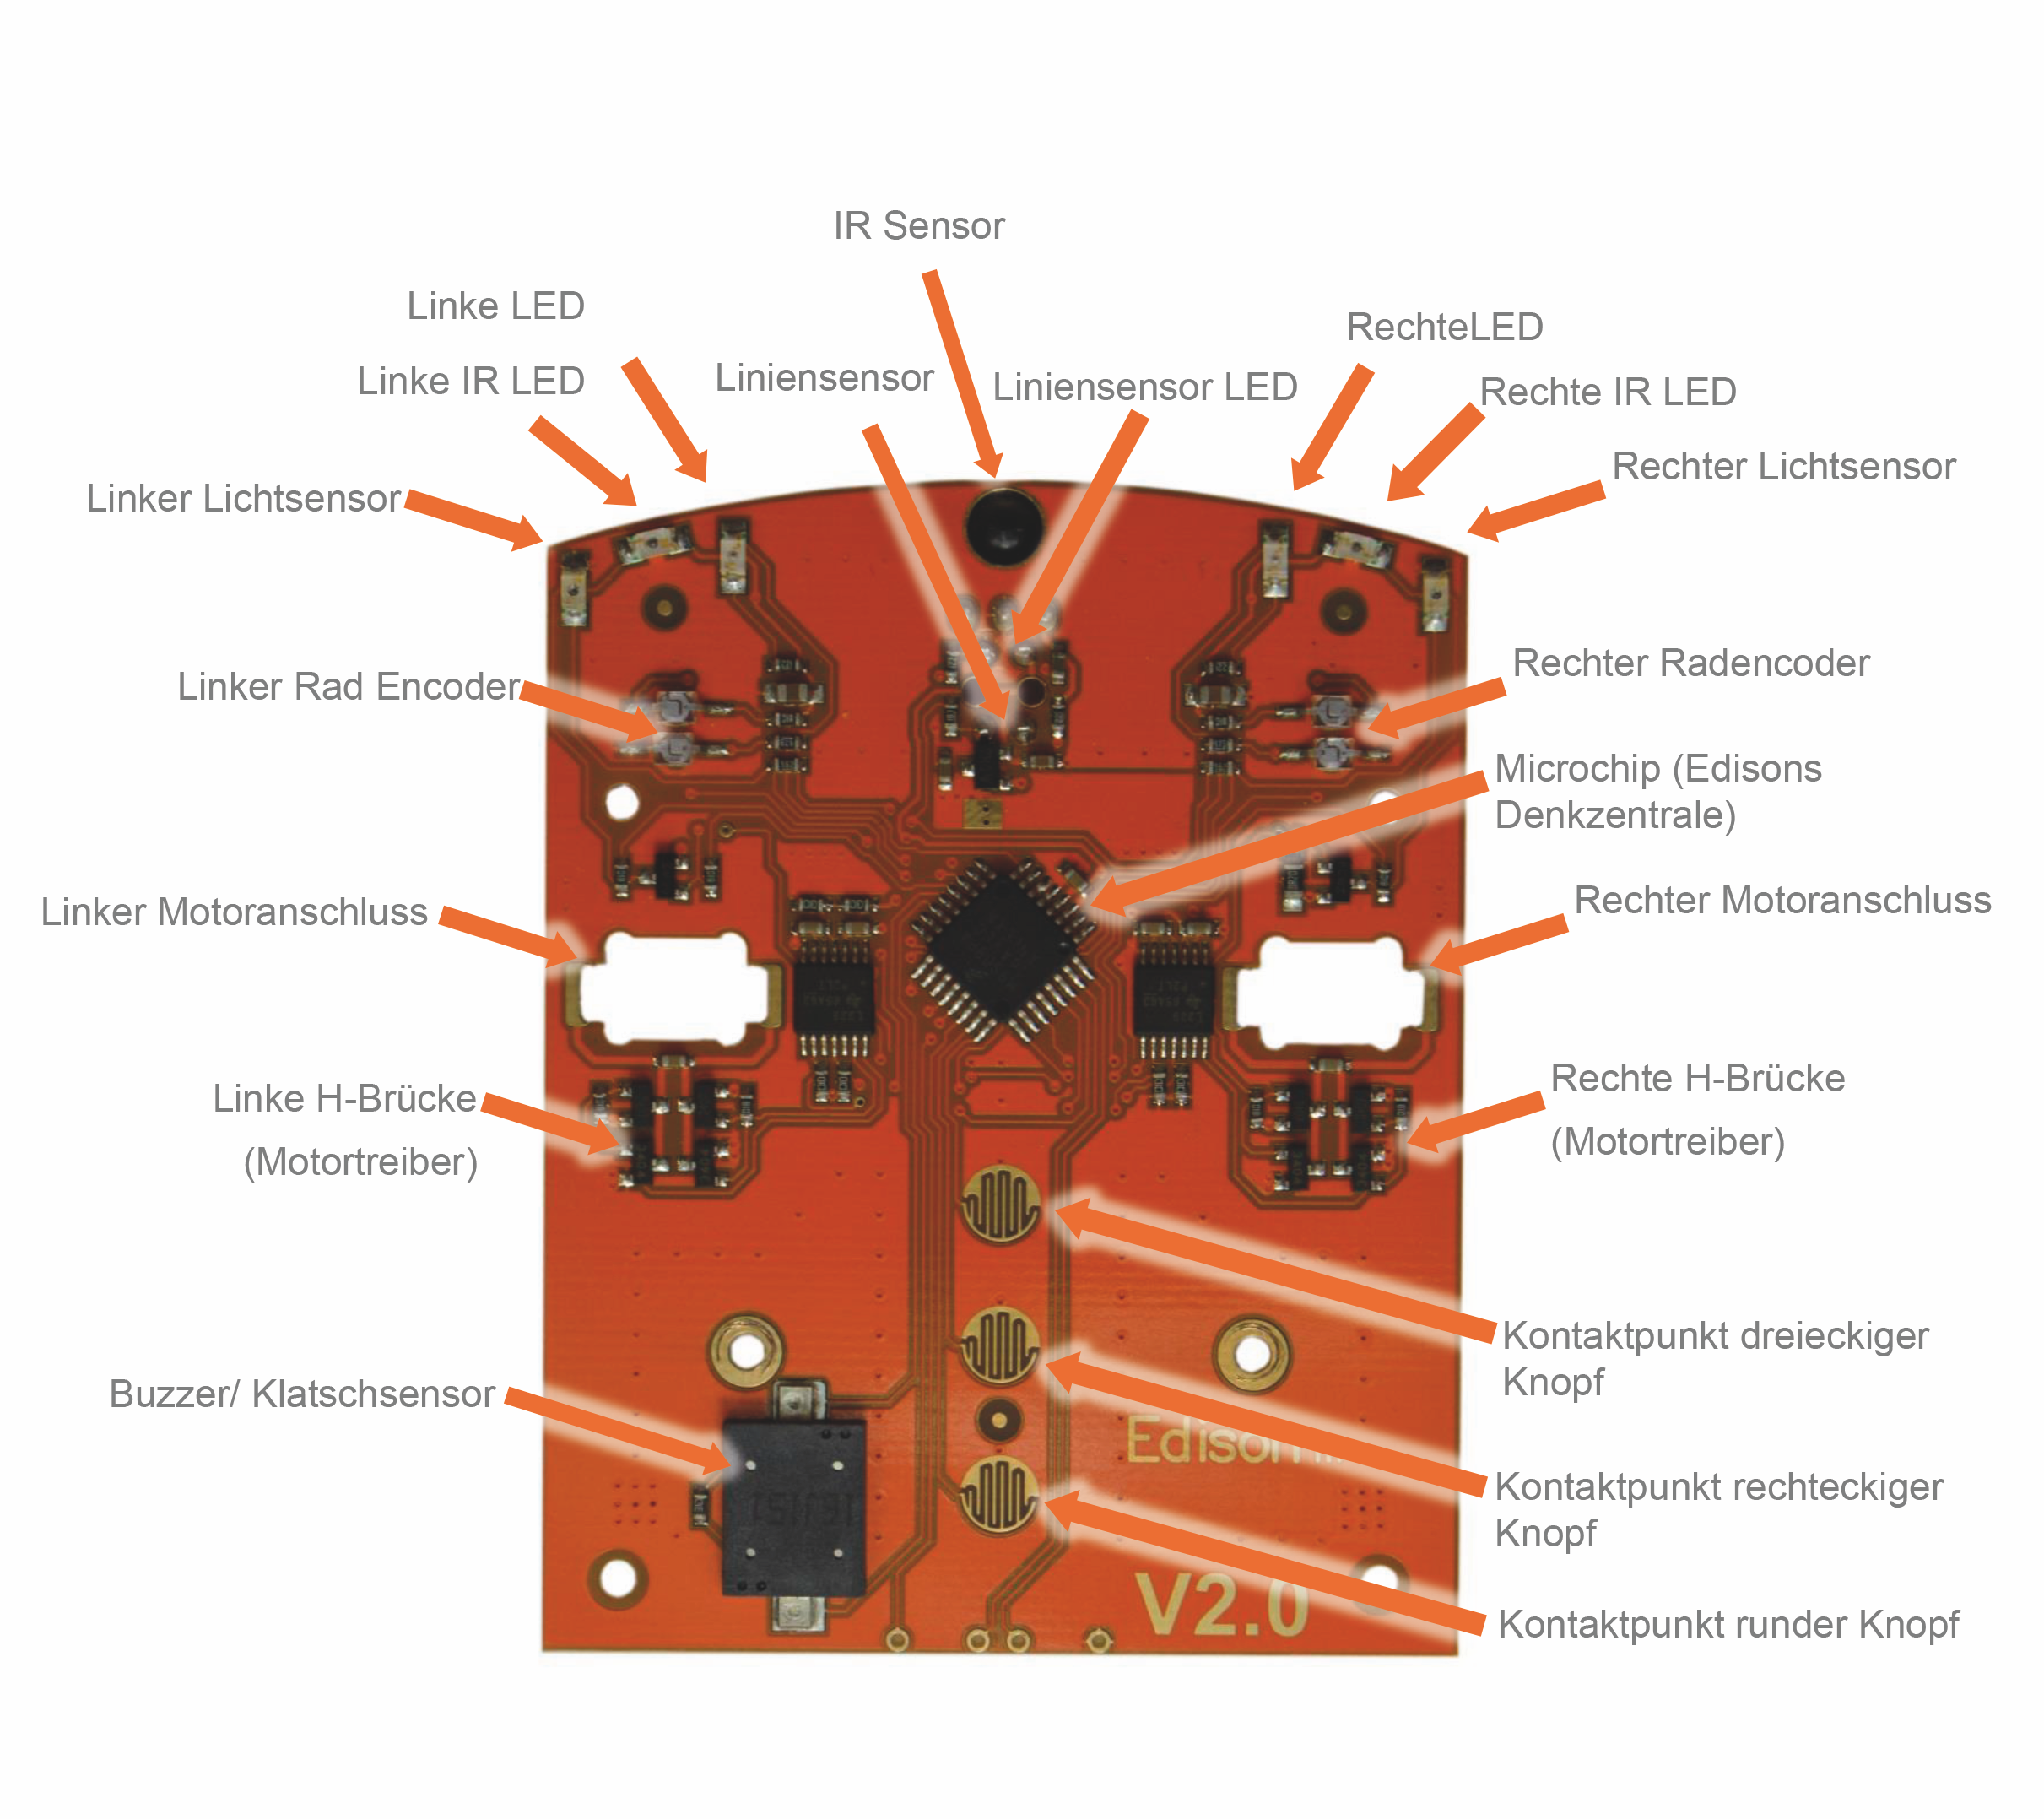 IR Sensor
Linke LED
RechteLED
Linke IR LED
Liniensensor
Liniensensor LED
Rechte IR LED
Rechter Lichtsensor
Linker Lichtsensor
Linker Rad Encoder
Rechter Radencoder
Microchip (Edisons
Denkzentrale)
Linker Motoranschluss
Rechter Motoranschluss
Linke H-Brücke
(Motortreiber)
Rechte H-Brücke
(Motortreiber)
Kontaktpunkt dreieckiger
Knopf
Buzzer/ Klatschsensor
Edison
16J1S1
Kontaktpunkt rechteckiger
Knopf
V2.0
Kontaktpunkt runder Knopf